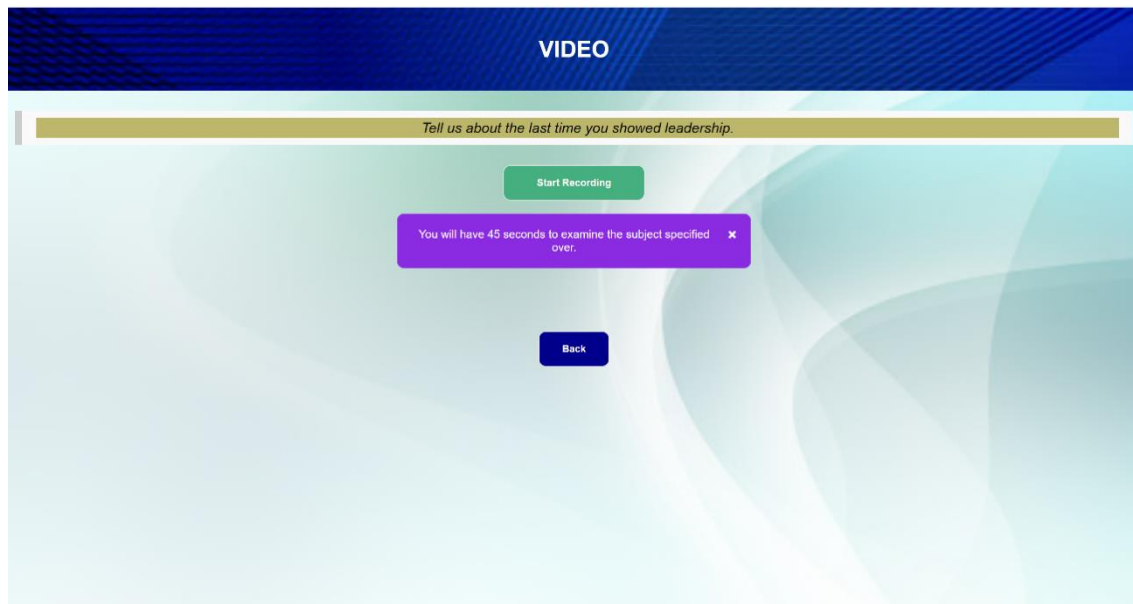 VIDEO
Tell us about the last time you showed leadership.
Start Recording
You will have 45 seconds to examine the subject specified
over.
×
Back